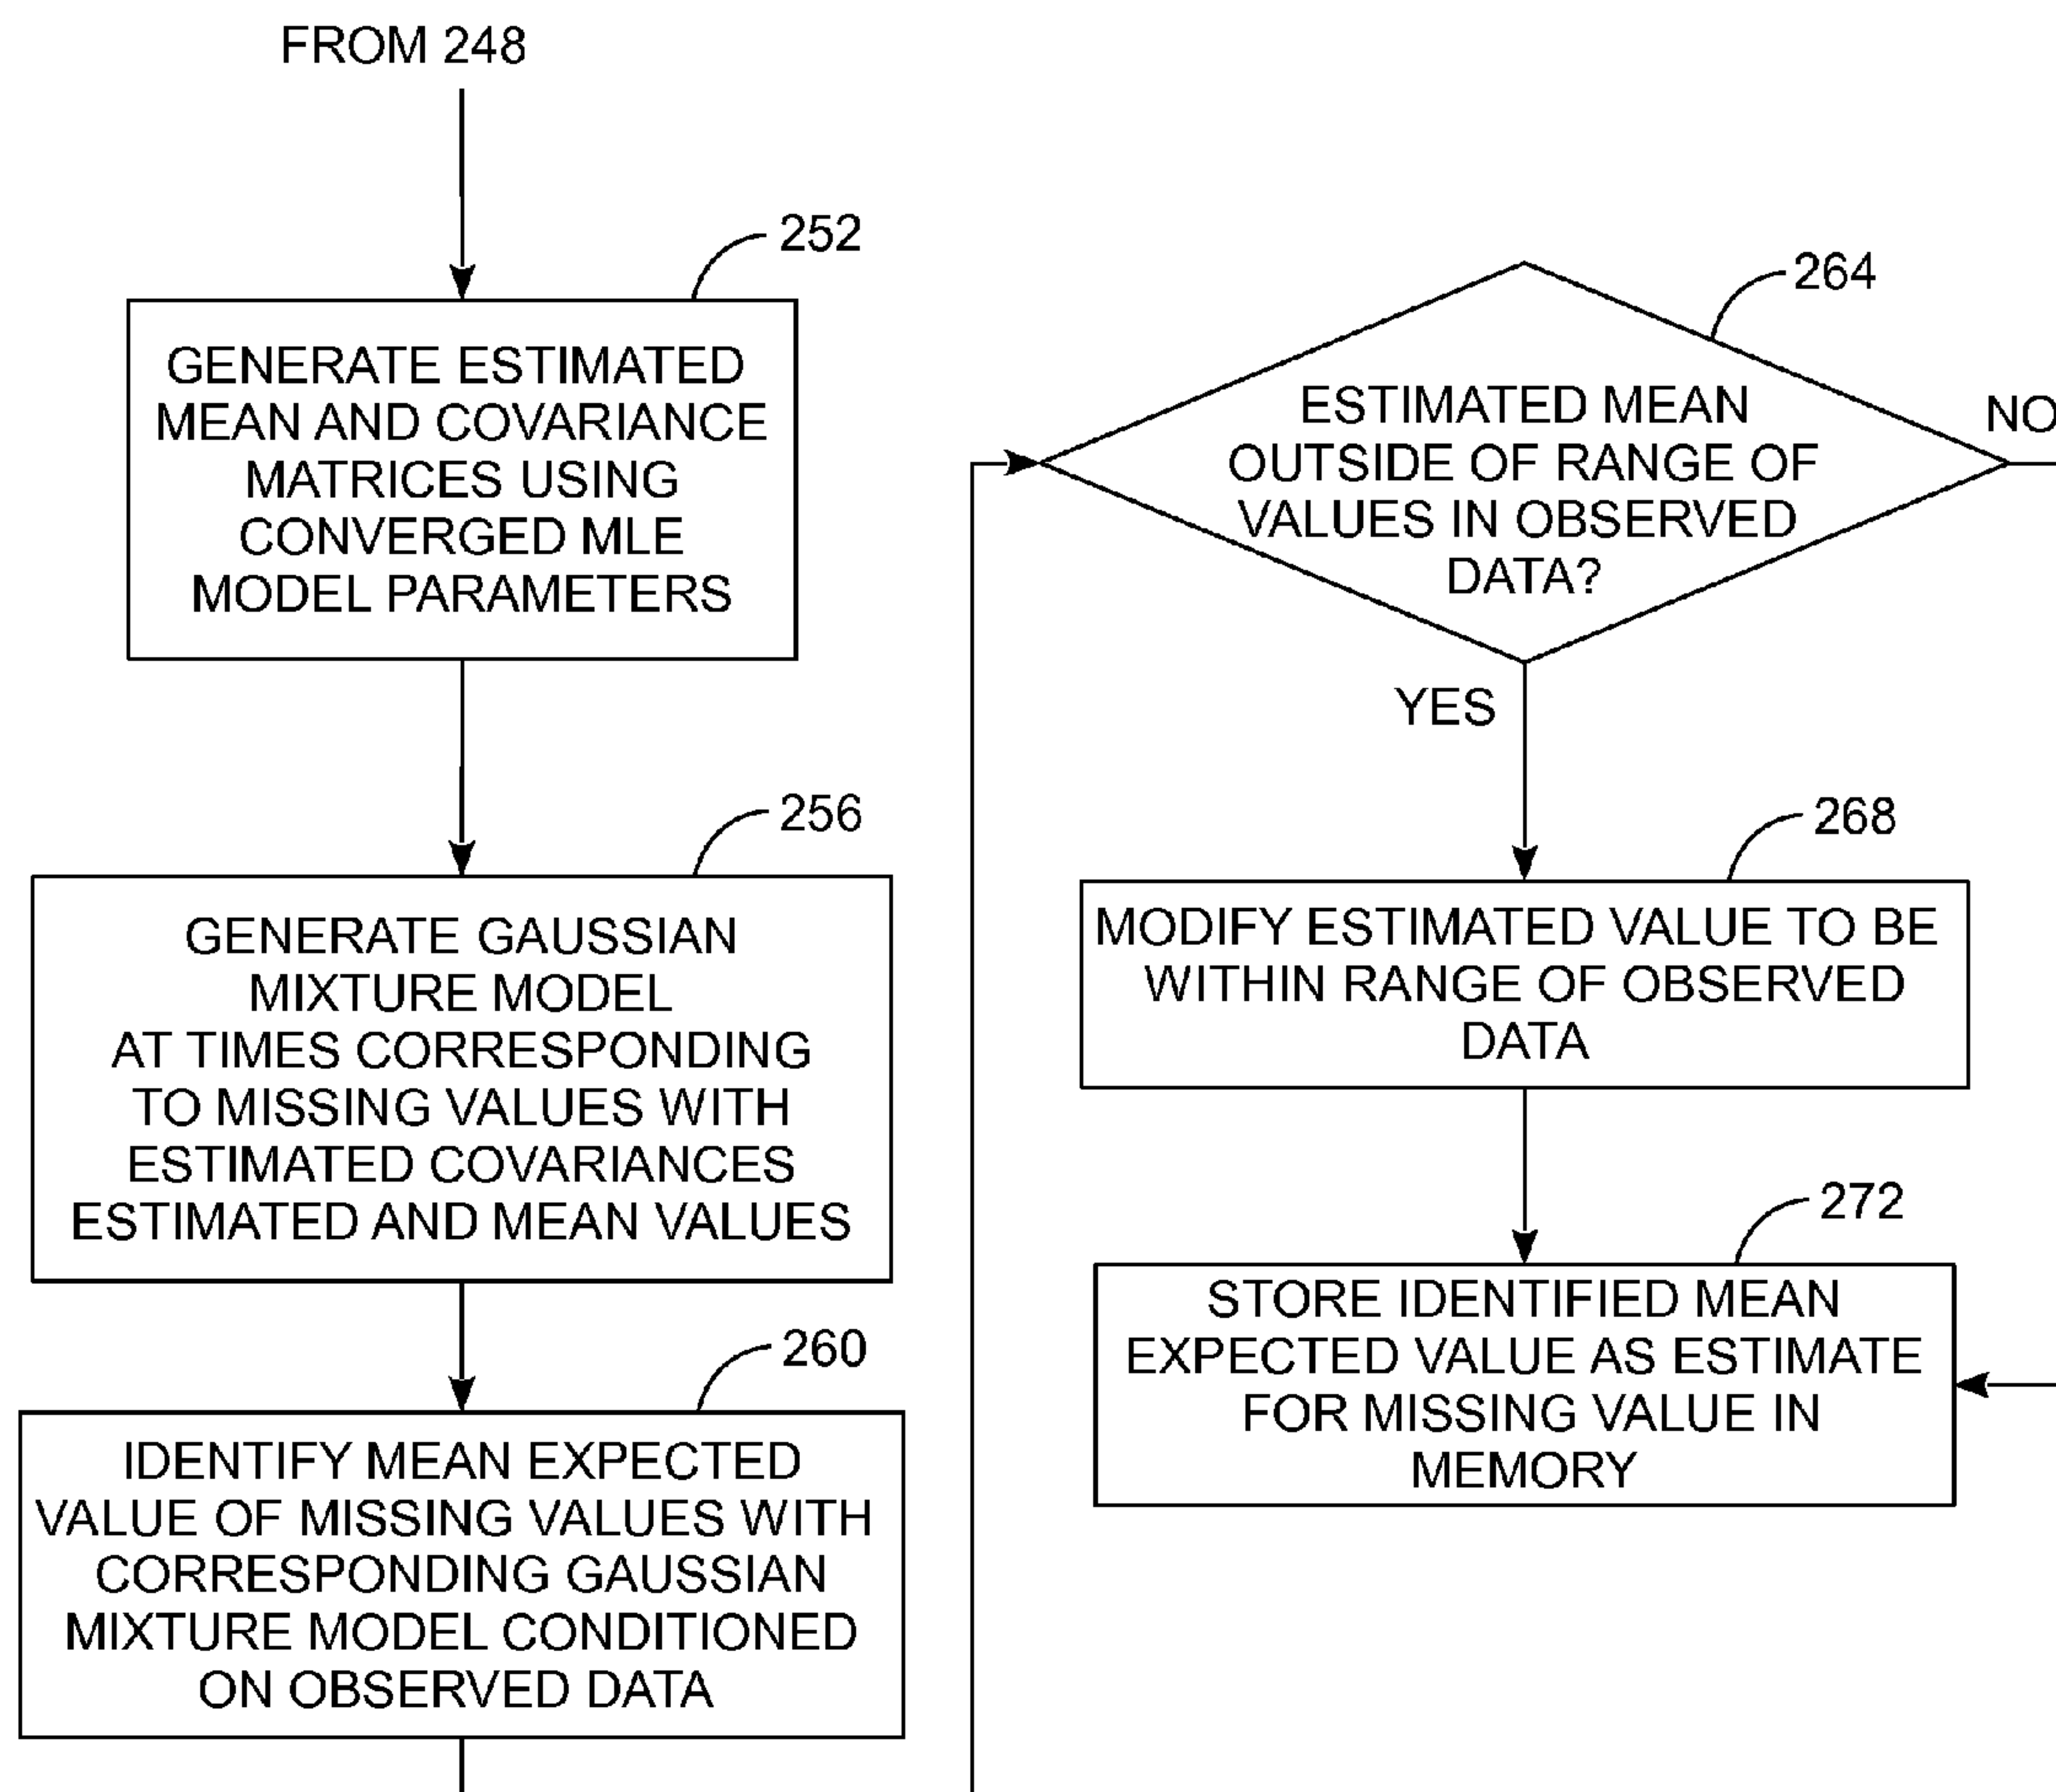 FROM 248
252
GENERATE ESTIMATED
MEAN AND COVARIANCE
MATRICES USING
CONVERGED MLE
MODEL PARAMETERS
256
GENERATE GAUSSIAN
MIXTURE MODEL
AT TIMES CORRESPONDING
TO MISSING VALUES WITH
ESTIMATED COVARIANCES
ESTIMATED AND MEAN VALUES
260
IDENTIFY MEAN EXPECTED
VALUE OF MISSING VALUES WITH
CORRESPONDING GAUSSIAN
MIXTURE MODEL CONDITIONED
ON OBSERVED DATA
264
ESTIMATED MEAN
OUTSIDE OF RANGE OF
VALUES IN OBSERVED
DATA?
NO
YES
268
MODIFY ESTIMATED VALUE TO BE
WITHIN RANGE OF OBSERVED
DATA
272
STORE IDENTIFIED MEAN
EXPECTED VALUE AS ESTIMATE
FOR MISSING VALUE IN
MEMORY